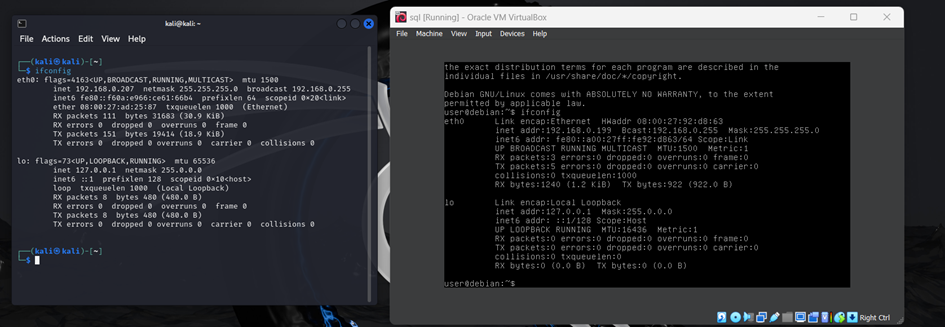 kali@kali: ~
File Actions Edit View Help
┌──(kali㉿kali)-[~]
└─$ ifconfig
eth0: flags=4163<UP,BROADCAST,RUNNING,MULTICAST>  mtu 1500
inet 192.168.0.207  netmask 255.255.255.0  broadcast 192.168.0.255
inet6 fe80::f60a:e966:ce61:66b4  prefixlen 64  scopeid 0×20<link>
ether 08:00:27:ad:25:87  txqueuelen 1000  (Ethernet)
RX packets 111  bytes 31683 (30.9 KiB)
RX errors 0  dropped 0  overruns 0  frame 0
TX packets 151  bytes 19414 (18.9 KiB)
TX errors 0  dropped 0 overruns 0  carrier 0  collisions 0
lo: flags=73<UP,LOOPBACK,RUNNING>  mtu 65536
inet 127.0.0.1  netmask 255.0.0.0
inet6 ::1  prefixlen 128  scopeid 0×10<host>
loop  txqueuelen 1000  (Local Loopback)
RX packets 8  bytes 480 (480.0 B)
RX errors 0  dropped 0  overruns 0  frame 0
TX packets 8  bytes 480 (480.0 B)
TX errors 0  dropped 0 overruns 0  carrier 0  collisions 0
┌──(kali㉿kali)-[~]
└─$
sql [Running] - Oracle VM VirtualBox
File Machine View Input Devices Help
the exact distribution terms for each program are described in the
individual files in /usr/share/doc/*/copyright.
Debian GNU/Linux comes with ABSOLUTELY NO WARRANTY, to the extent
permitted by applicable law.
user@debian:~$ ifconfig
eth0      Link encap:Ethernet  HWaddr 08:00:27:92:d8:63
inet addr:192.168.0.199  Bcast:192.168.0.255  Mask:255.255.255.0
inet6 addr: fe80::a00:27ff:fe92:d863/64 Scope:Link
UP BROADCAST RUNNING MULTICAST  MTU:1500  Metric:1
RX packets:3 errors:0 dropped:0 overruns:0 frame:0
TX packets:5 errors:0 dropped:0 overruns:0 carrier:0
collisions:0 txqueuelen:1000
RX bytes:1240 (1.2 KiB)  TX bytes:922 (922.0 B)
lo        Link encap:Local Loopback
inet addr:127.0.0.1  Mask:255.0.0.0
inet6 addr: ::1/128 Scope:Host
UP LOOPBACK RUNNING  MTU:16436  Metric:1
RX packets:0 errors:0 dropped:0 overruns:0 frame:0
TX packets:0 errors:0 dropped:0 overruns:0 carrier:0
collisions:0 txqueuelen:0
RX bytes:0 (0.0 B)  TX bytes:0 (0.0 B)
user@debian:~$
Right Ctrl